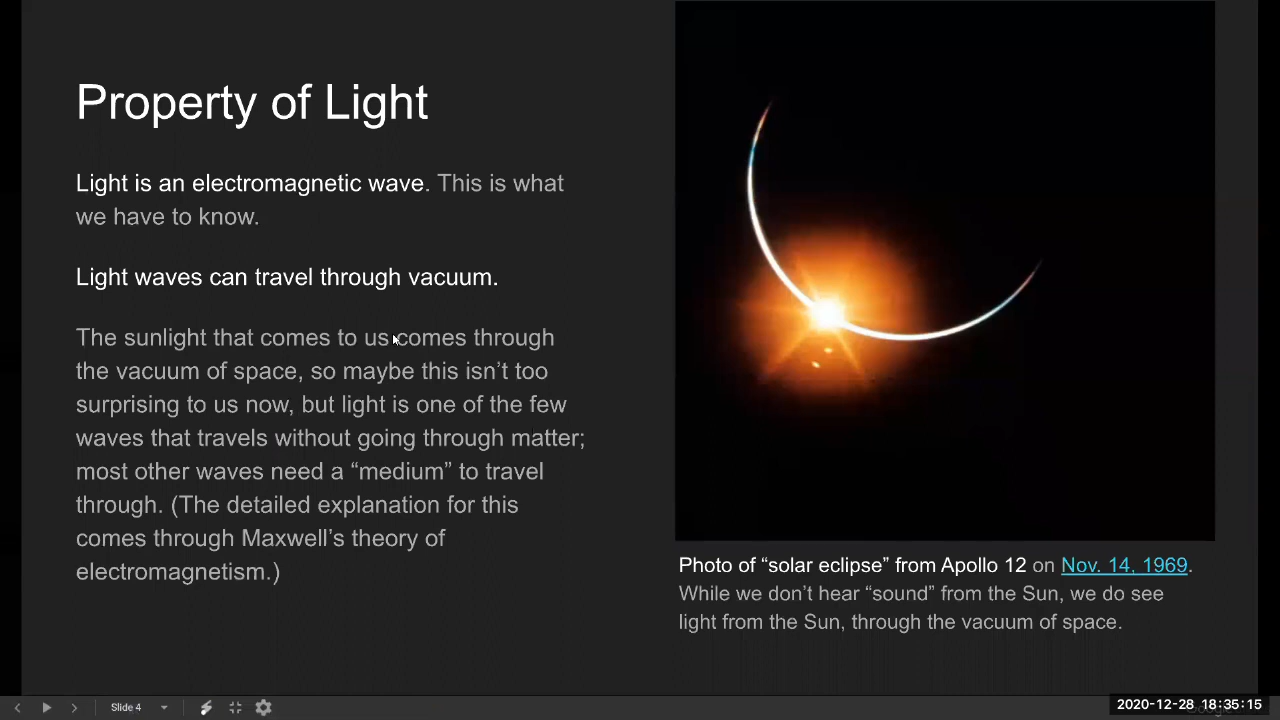 Property of Light
Light is an electromagnetic wave. This is what
we have to know.
Light waves can travel through vacuum.
The sunlight that comes to us comes through
the vacuum of space, so maybe this isn’t too
surprising to us now, but light is one of the few
waves that travels without going through matter;
most other waves need a “medium” to travel
through. (The detailed explanation for this
comes through Maxwell’s theory of
electromagnetism.)
Photo of “solar eclipse” from Apollo 12 on Nov. 14, 1969.
While we don’t hear “sound” from the Sun, we do see
light from the Sun, through the vacuum of space.
Slide 4
2020-12-28 18:35:15